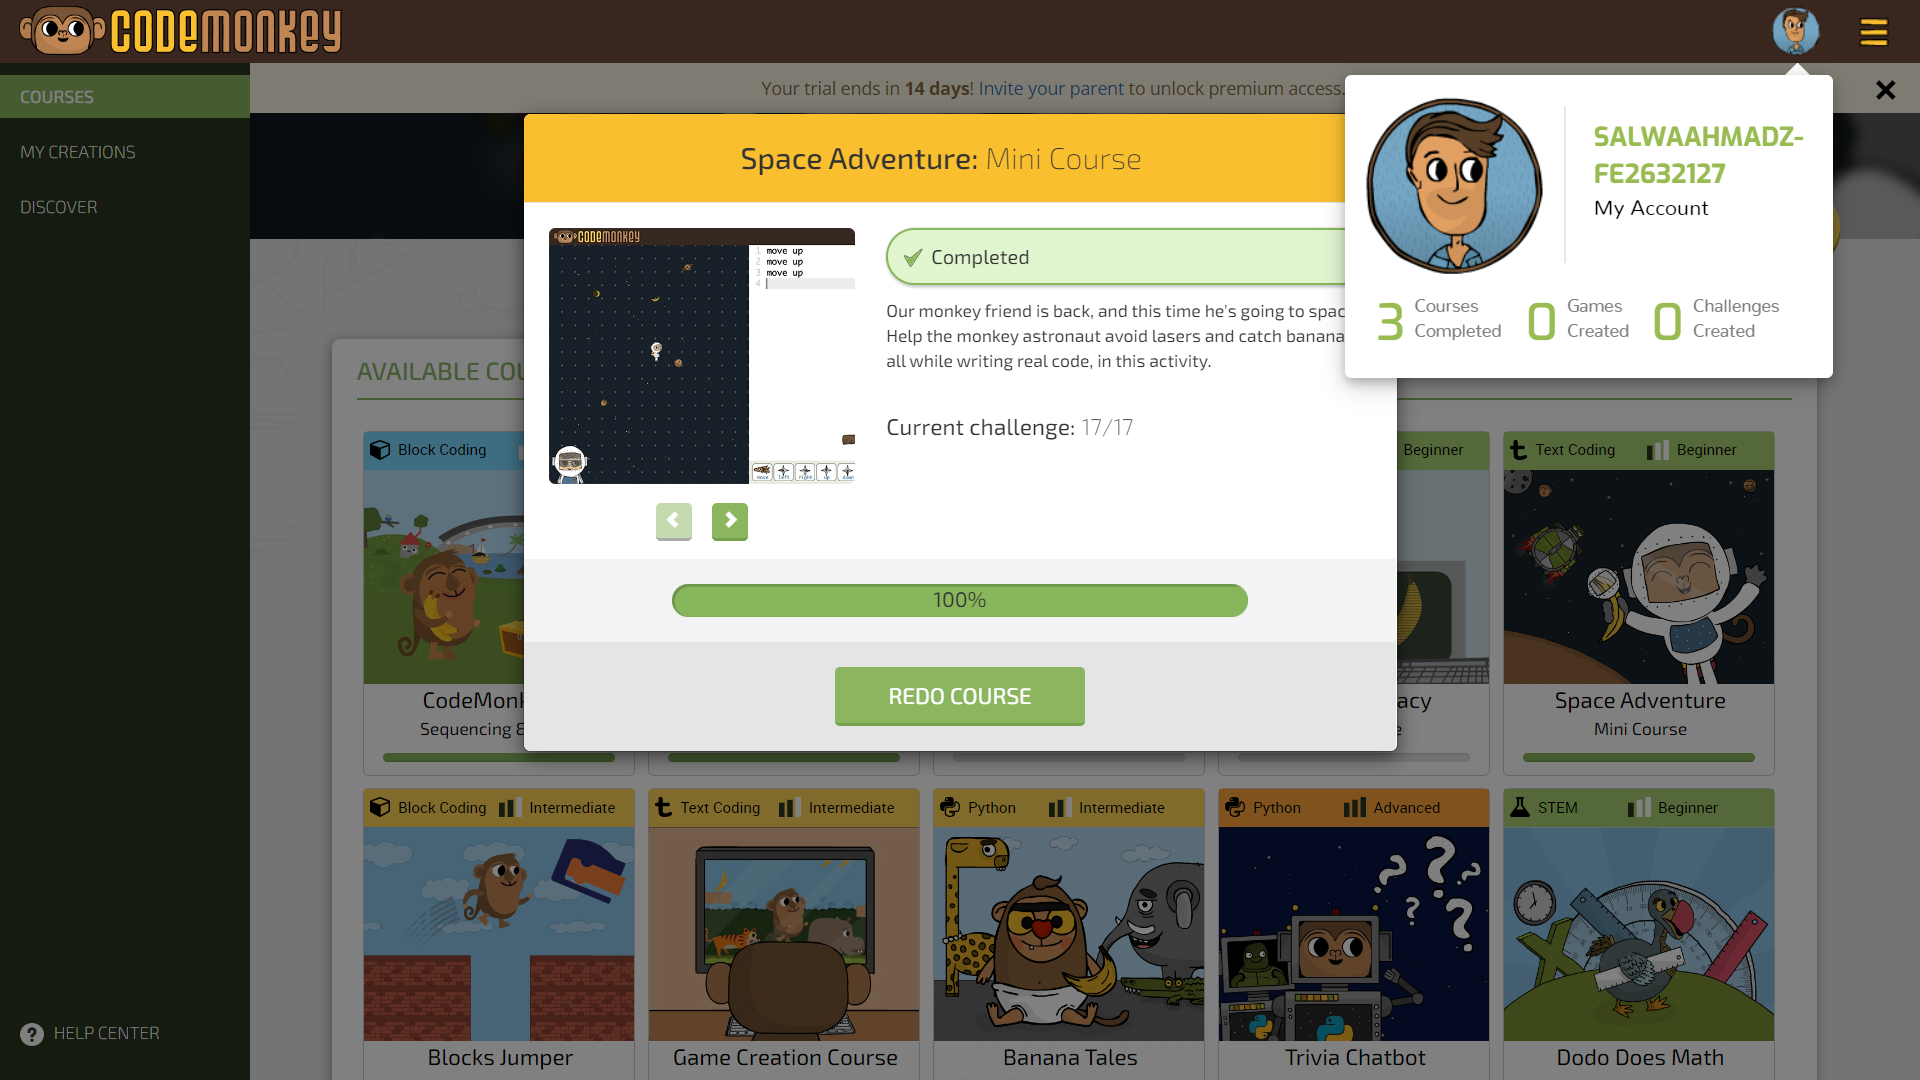 CODEMONKEY
COURSES
MY CREATIONS
DISCOVER
HELP CENTER
Your trial ends in 14 days! Invite your parent to unlock premium access.
SALWAAHMADZ-
FE2632127
My Account
3 Courses Completed
0 Games Created
0 Challenges Created
Space Adventure: Mini Course
CODEMONKEY
1 move up
2 move up
3 move up
4
move left right up down
Completed
Our monkey friend is back, and this time he's going to spac
Help the monkey astronaut avoid lasers and catch banana
all while writing real code, in this activity.
Current challenge: 17/17
100%
REDO COURSE
AVAILABLE COU
Block Coding
Beginner
Text Coding Beginner
CodeMonk
Sequencing &
acy
Space Adventure
Mini Course
Block Coding Intermediate
Text Coding Intermediate
Python Intermediate
Python Advanced
STEM Beginner
Blocks Jumper
Game Creation Course
Banana Tales
Trivia Chatbot
Dodo Does Math